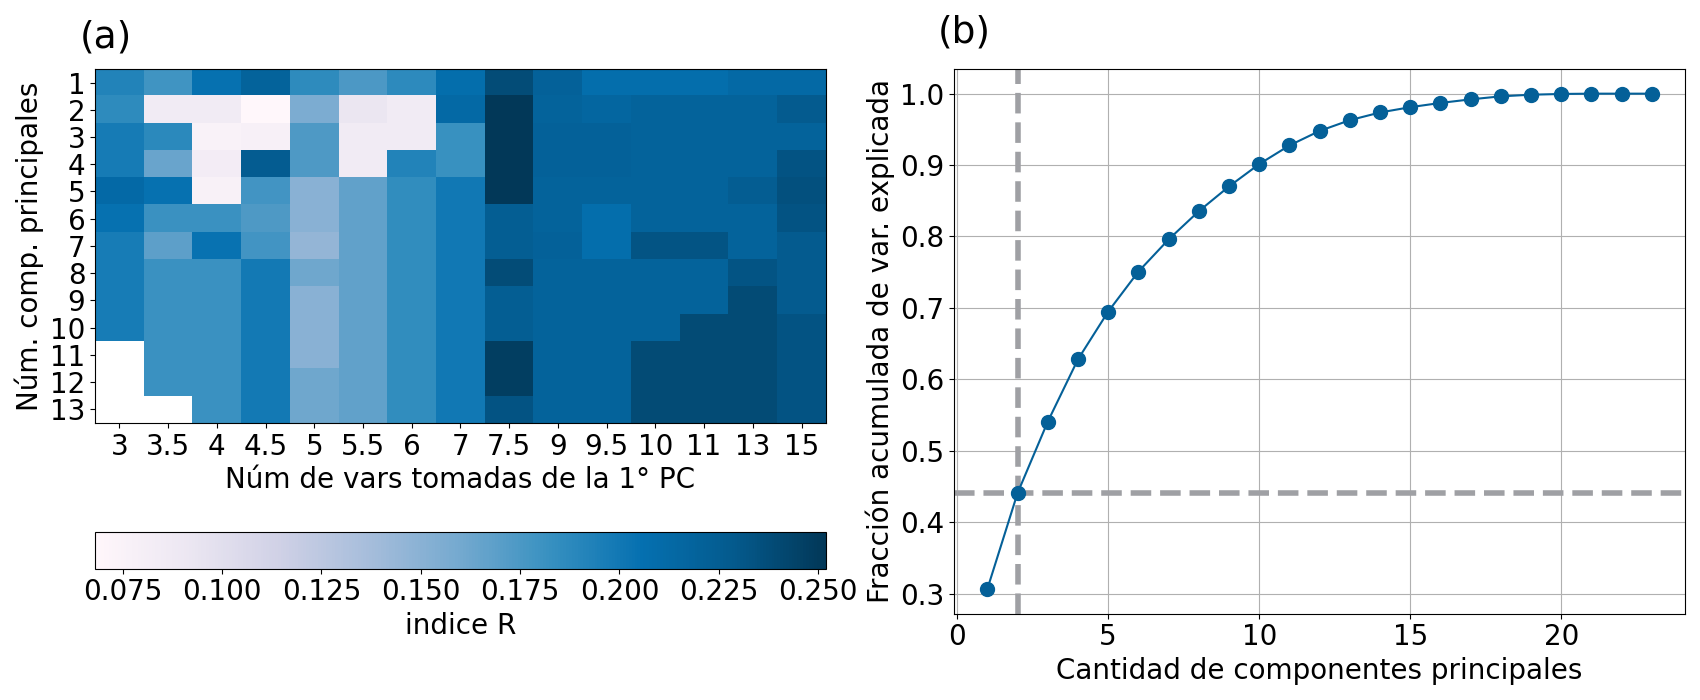 (a)
Núm. comp. principales
1
2
3
4
5
6
7
8
9
10
11
12
13
3 3.5 4 4.5 5 5.5 6 7 7.5 9 9.5 10 11 13 15
Núm de vars tomadas de la 1° PC
0.075 0.100 0.125 0.150 0.175 0.200 0.225 0.250
indice R
(b)
Fracción acumulada de var. explicada
1.0
0.9
0.8
0.7
0.6
0.5
0.4
0.3
0 5 10 15 20
Cantidad de componentes principales